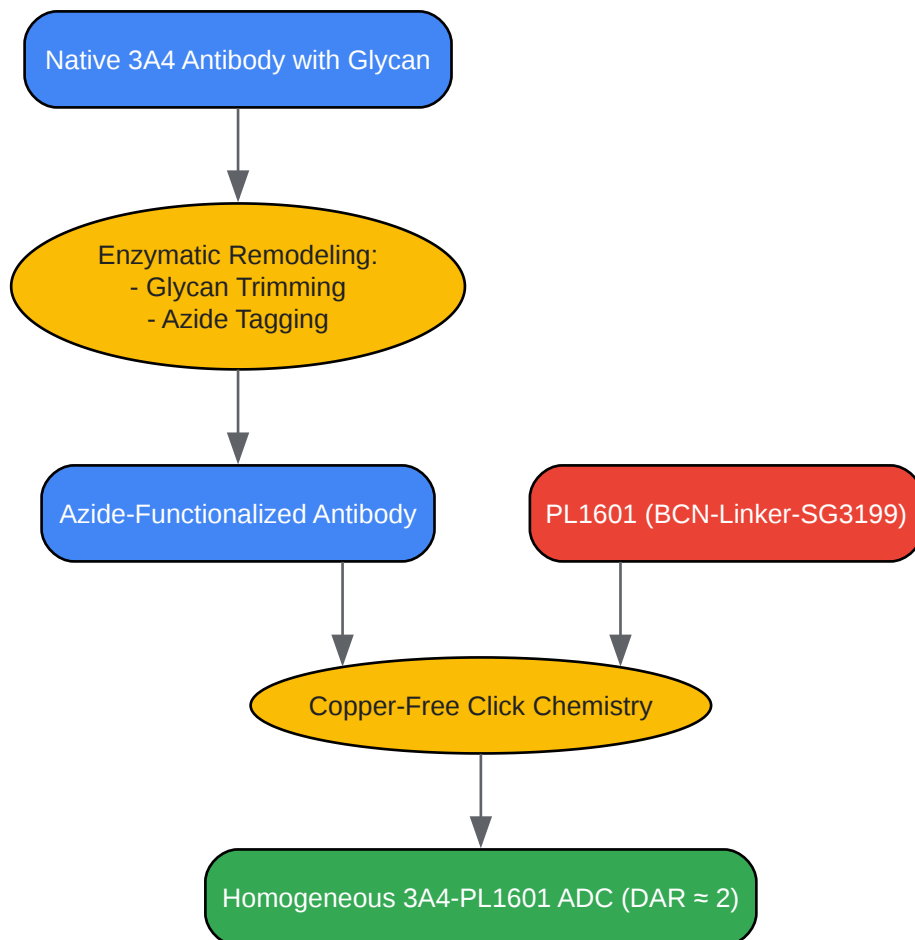 Native 3A4 Antibody with Glycan
Enzymatic Remodeling:
- Glycan Trimming
- Azide Tagging
Azide-Functionalized Antibody
PL1601 (BCN-Linker-SG3199)
Copper-Free Click Chemistry
Homogeneous 3A4-PL1601 ADC (DAR ≈ 2)